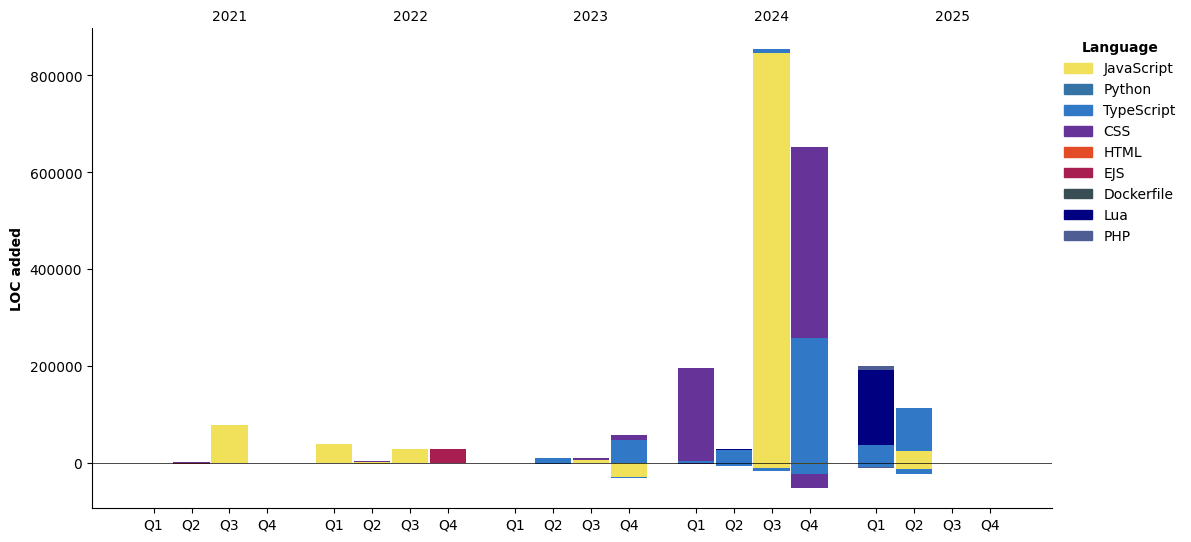 2021 2022 2023 2024 2025
Language
JavaScript
Python
TypeScript
CSS
HTML
EJS
Dockerfile
Lua
PHP
LOC added
800000
600000
400000
200000
0
Q1 Q2 Q3 Q4 Q1 Q2 Q3 Q4 Q1 Q2 Q3 Q4 Q1 Q2 Q3 Q4 Q1 Q2 Q3 Q4